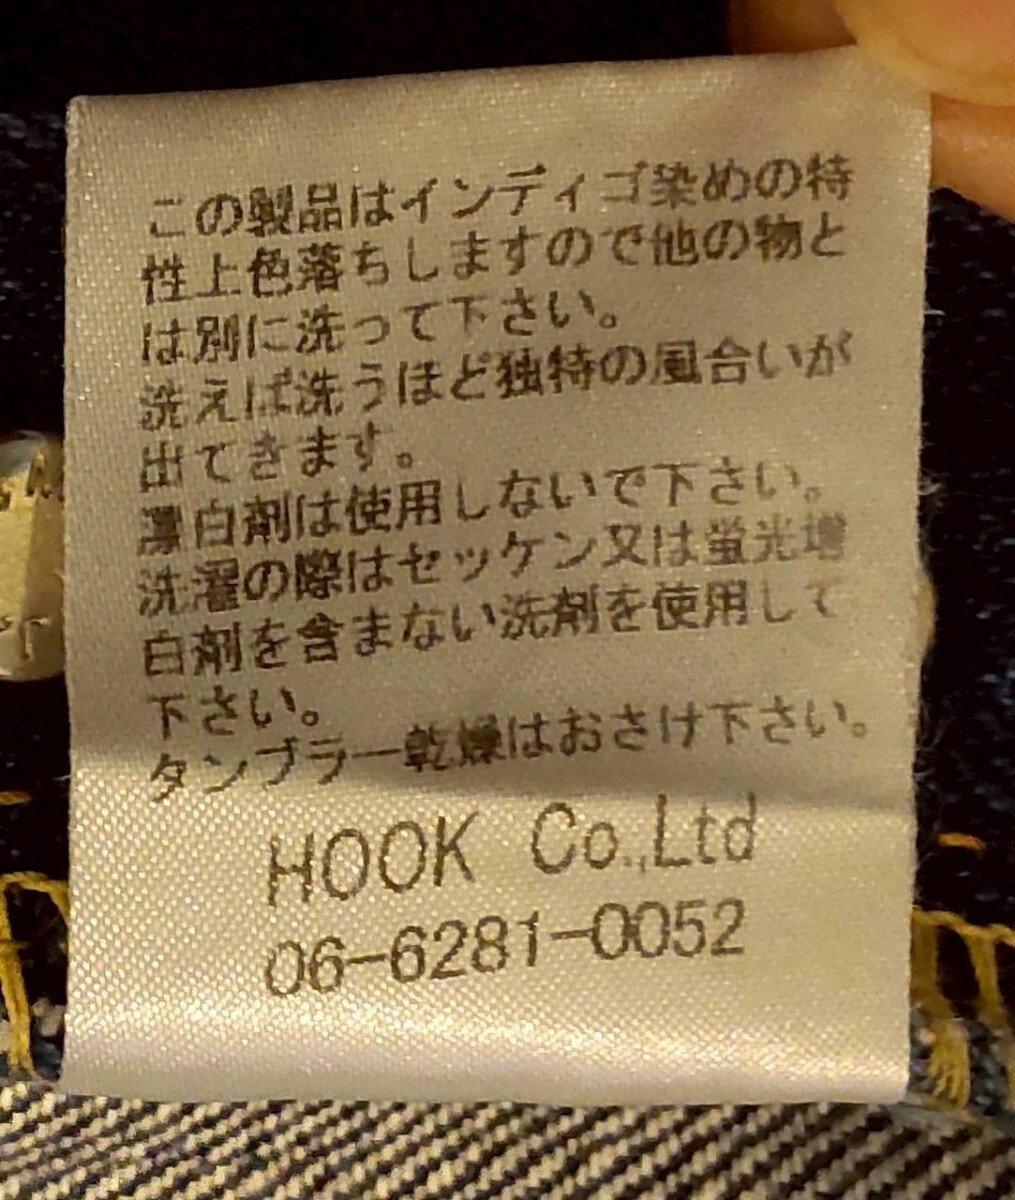 この製品はインディゴ染めの特
性上色落ちしますので他の物と
は別に洗って下さい。
洗えば洗うほど独特の風合いが
出てきます。
漂白剤は使用しないで下さい。
洗濯の際はセッケン又は蛍光増
白剤を含まない洗剤を使用して
下さい。
タンブラー乾燥はおさけ下さい。
HOOK Co.,Ltd
06-6281-0052